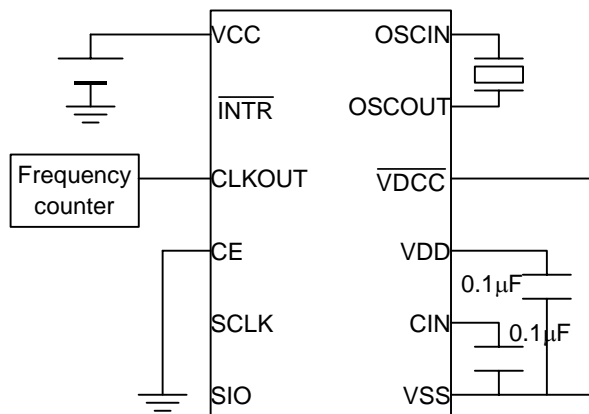 VCC OSCIN
INTR OSCOUT
Frequency
counter
CLKOUT VDCC
CE VDD
0.1μF
SCLK CIN
0.1μF
SIO VSS